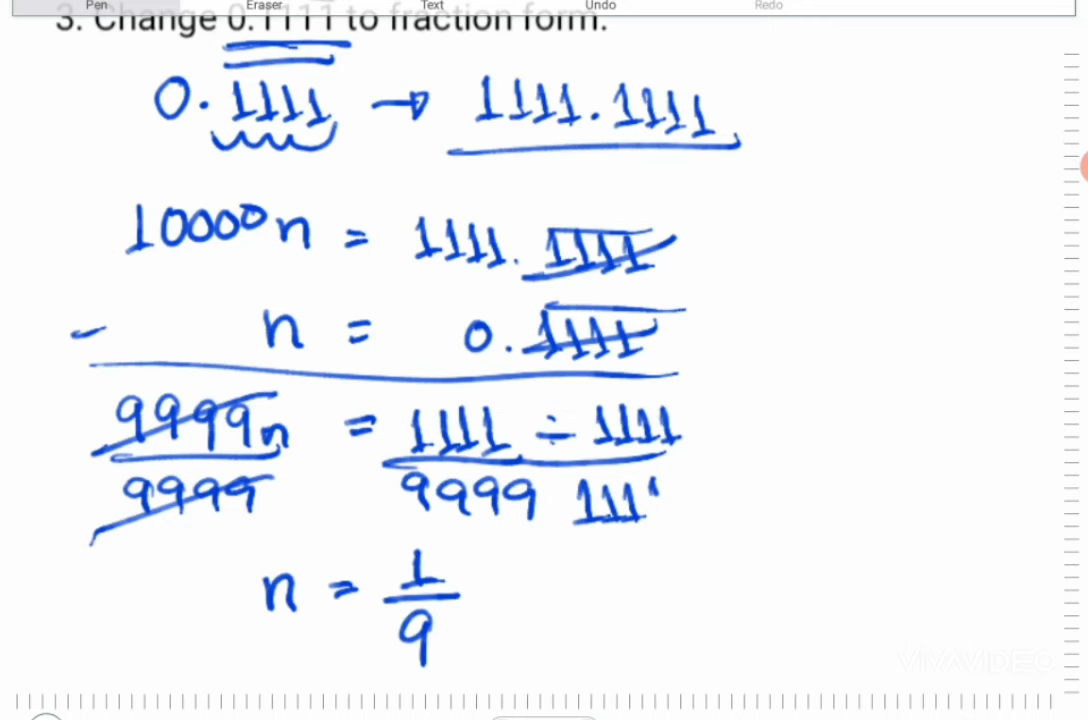 Pen Eraser Text Undo Redo
3. Change 0.1111 to fraction form.
0.1111 → 1111.1111
10000n = 1111.1111
- n = 0.1111
9999n = 1111 ÷ 1111
9999 9999 1111
n = 1
9
VIVAVIDEO